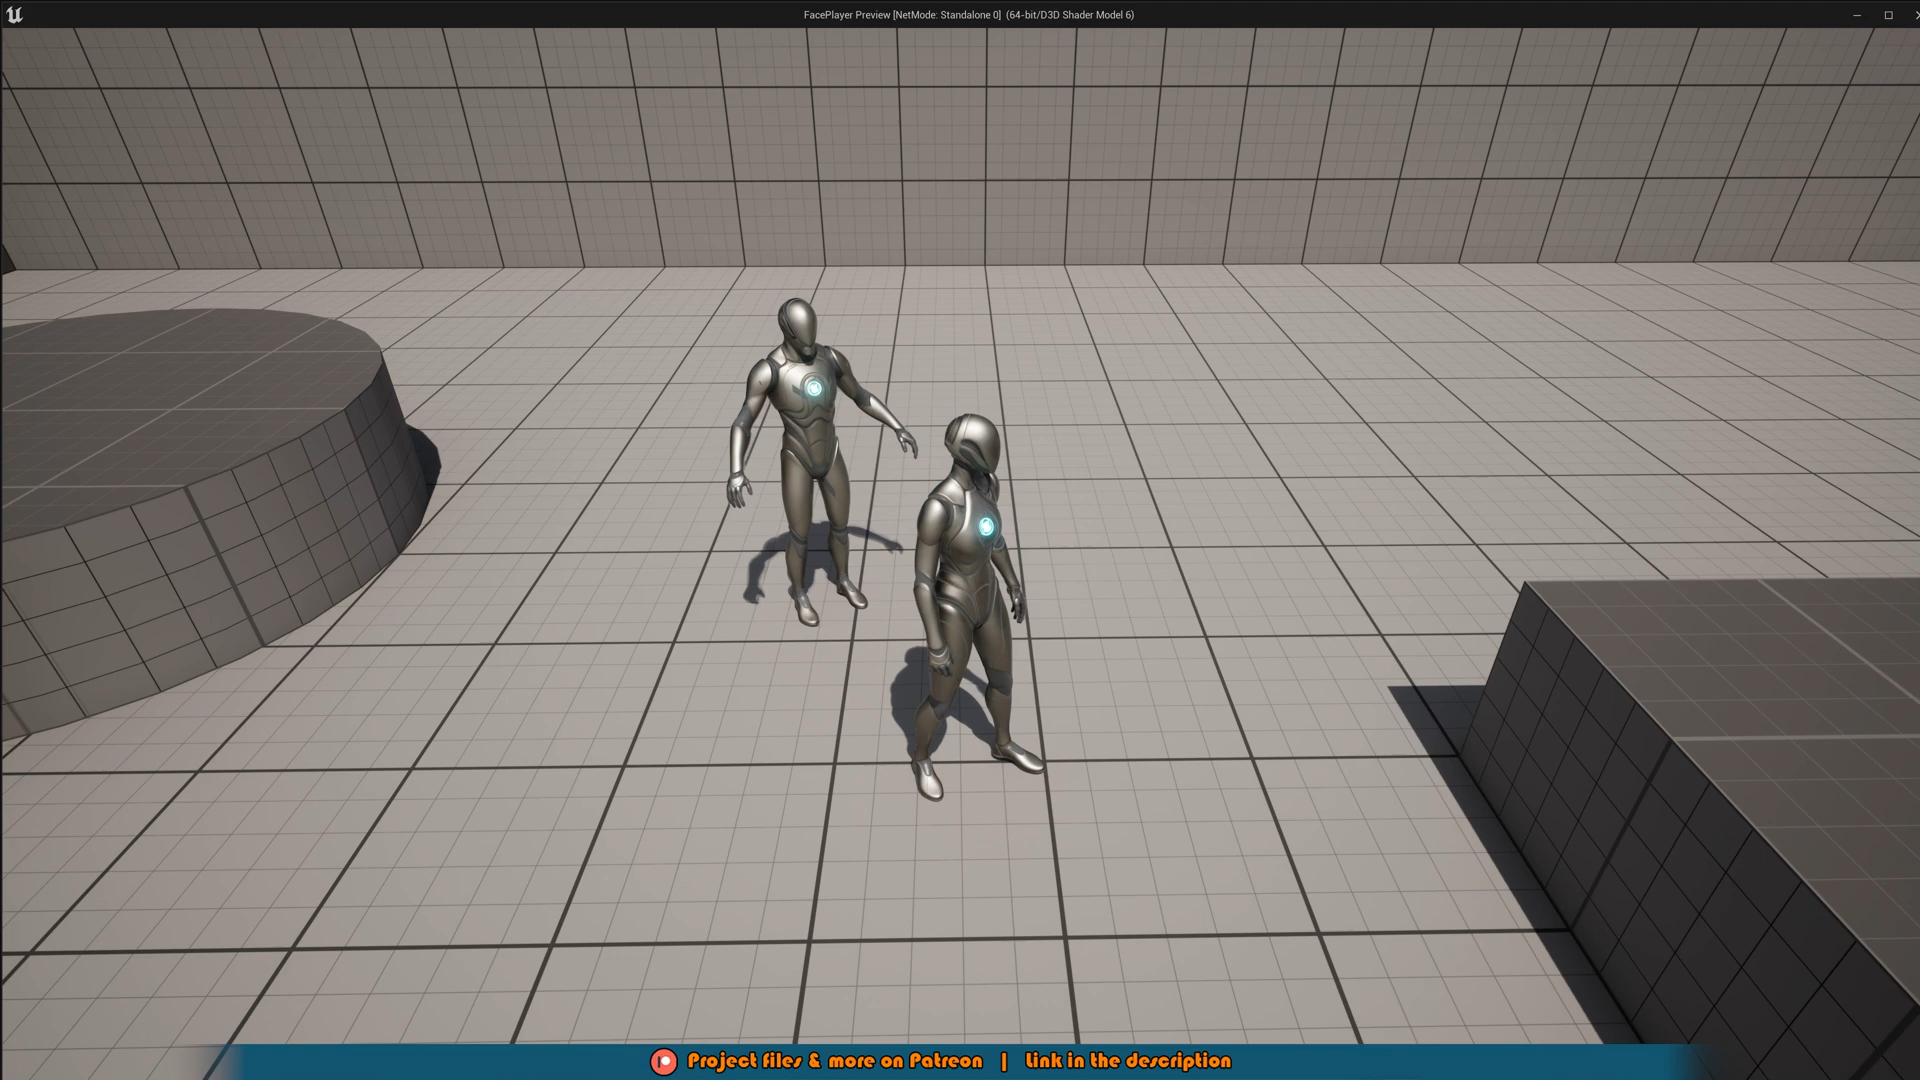 FacePlayer Preview [NetMode: Standalone 0] (64-bit/D3D Shader Model 6)
Project files & more on Patreon | Link in the description